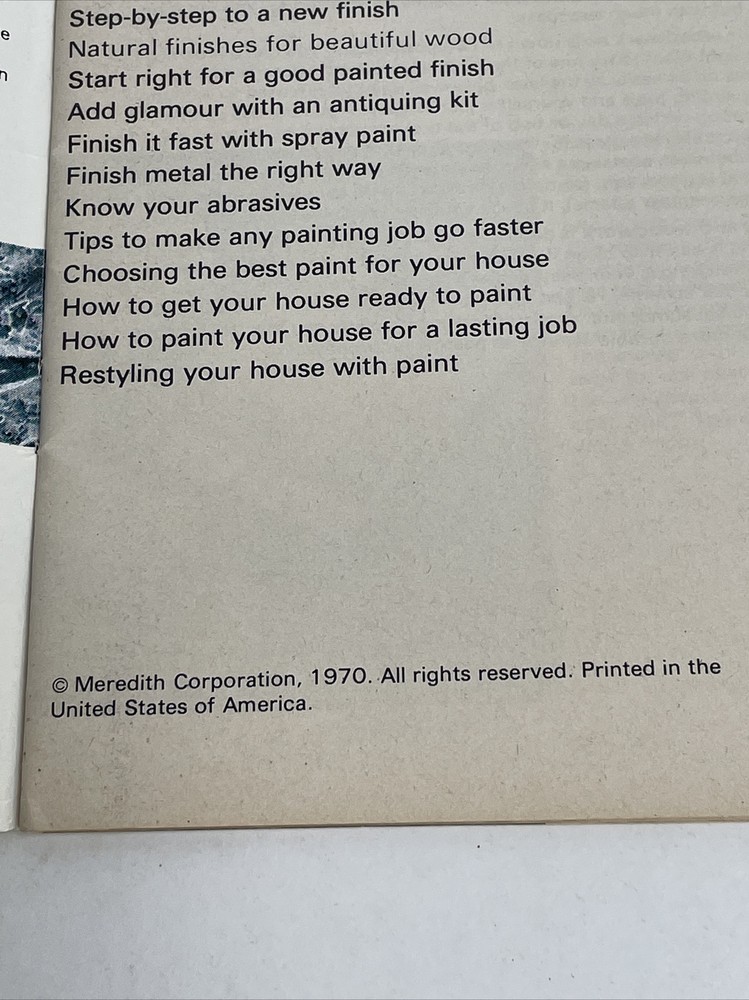 e
n
Step-by-step to a new finish
Natural finishes for beautiful wood
Start right for a good painted finish
Add glamour with an antiquing kit
Finish it fast with spray paint
Finish metal the right way
Know your abrasives
Tips to make any painting job go faster
Choosing the best paint for your house
How to get your house ready to paint
How to paint your house for a lasting job
Restyling your house with paint
© Meredith Corporation, 1970. All rights reserved. Printed in the
United States of America.